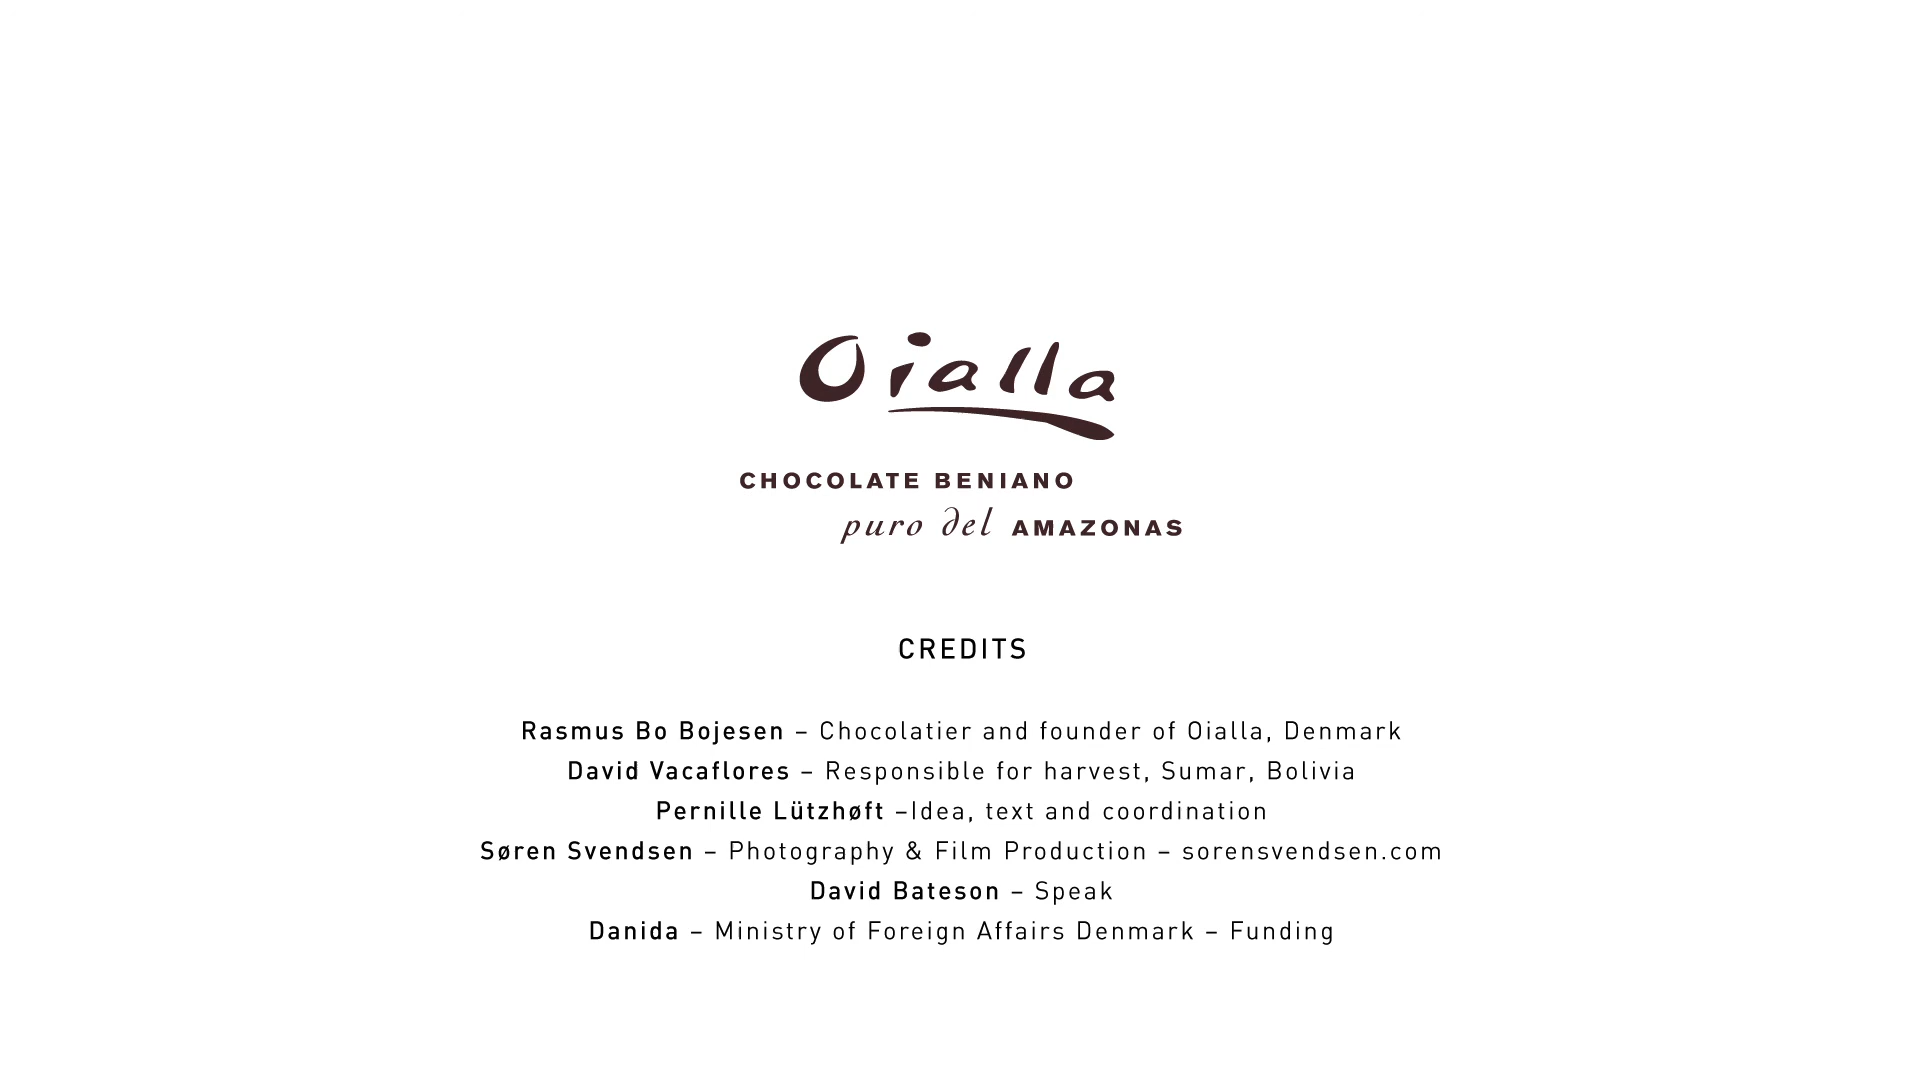 Oialla
CHOCOLATE BENIANO
puro del AMAZONAS
CREDITS
Rasmus Bo Bojesen – Chocolatier and founder of Oialla, Denmark
David Vacaflores – Responsible for harvest, Sumar, Bolivia
Pernille Lützhøft –Idea, text and coordination
Søren Svendsen – Photography & Film Production – sorensvendsen.com
David Bateson – Speak
Danida – Ministry of Foreign Affairs Denmark – Funding